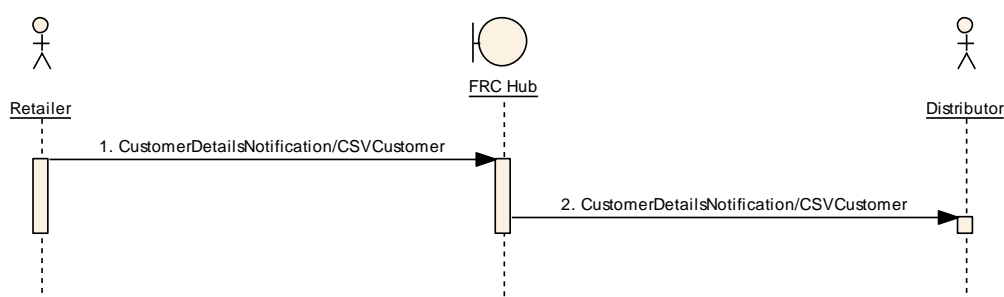 FRC Hub
Retailer
Distributor
1. CustomerDetailsNotification/CSVCustomer
2. CustomerDetailsNotification/CSVCustomer